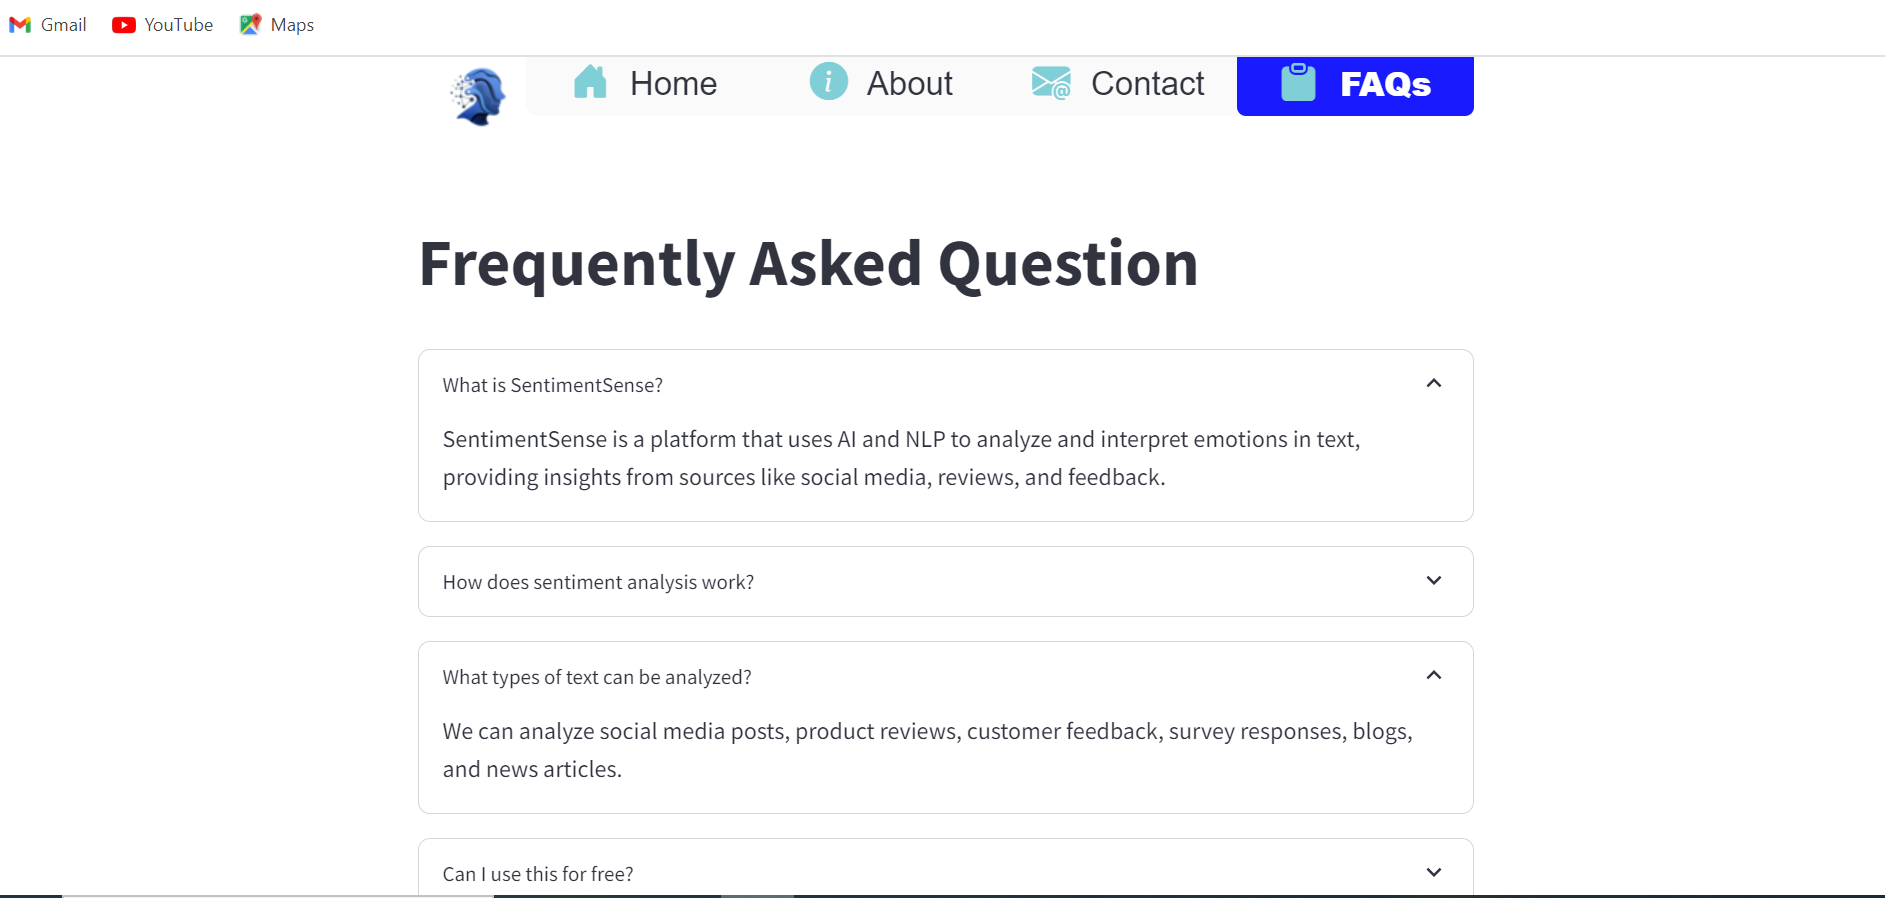 Gmail YouTube Maps
Home About Contact FAQs
Frequently Asked Question
What is SentimentSense?
SentimentSense is a platform that uses AI and NLP to analyze and interpret emotions in text,
providing insights from sources like social media, reviews, and feedback.
How does sentiment analysis work?
What types of text can be analyzed?
We can analyze social media posts, product reviews, customer feedback, survey responses, blogs,
and news articles.
Can I use this for free?